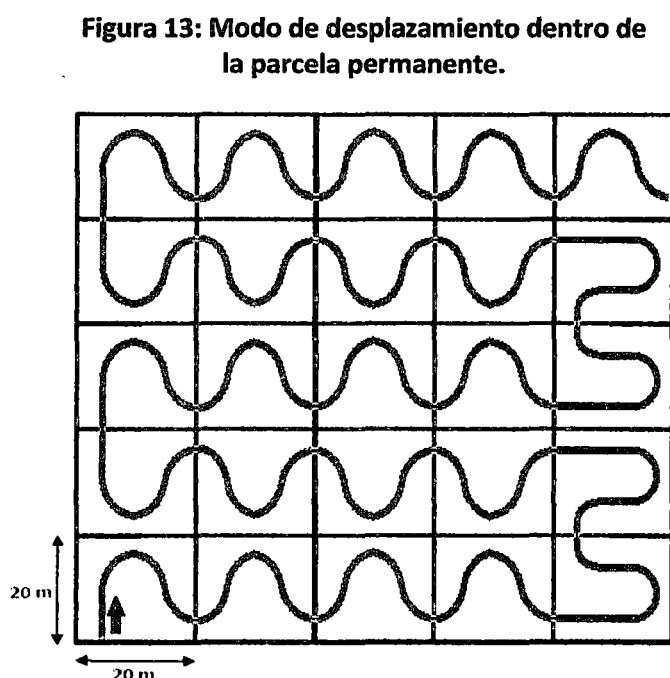 Figura 13: Modo de desplazamiento dentro de
la parcela permanente.
20 m
20 m